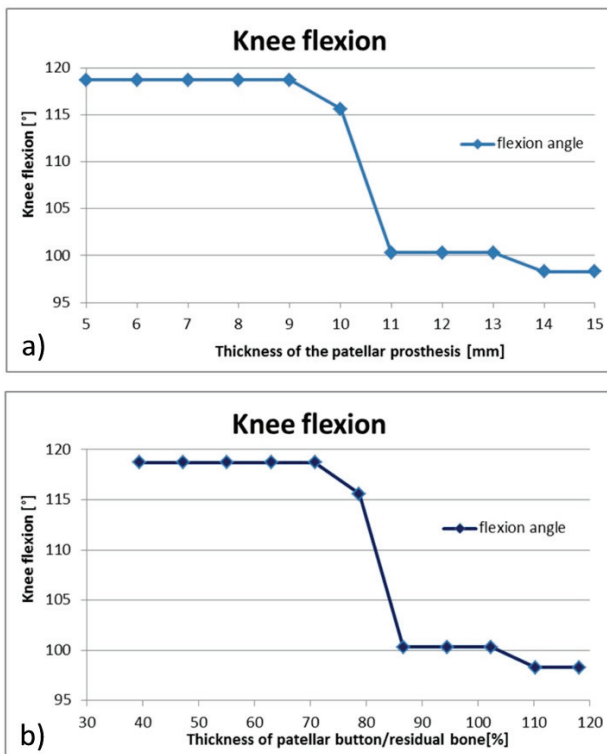 Knee flexion
120
115
110
105
100
95
Knee flexion [°]
flexion angle
5 6 7 8 9 10 11 12 13 14 15
Thickness of the patellar prosthesis [mm]
a)
Knee flexion
120
115
110
105
100
95
Knee flexion [°]
flexion angle
30 40 50 60 70 80 90 100 110 120
Thickness of patellar button/residual bone[%]
b)